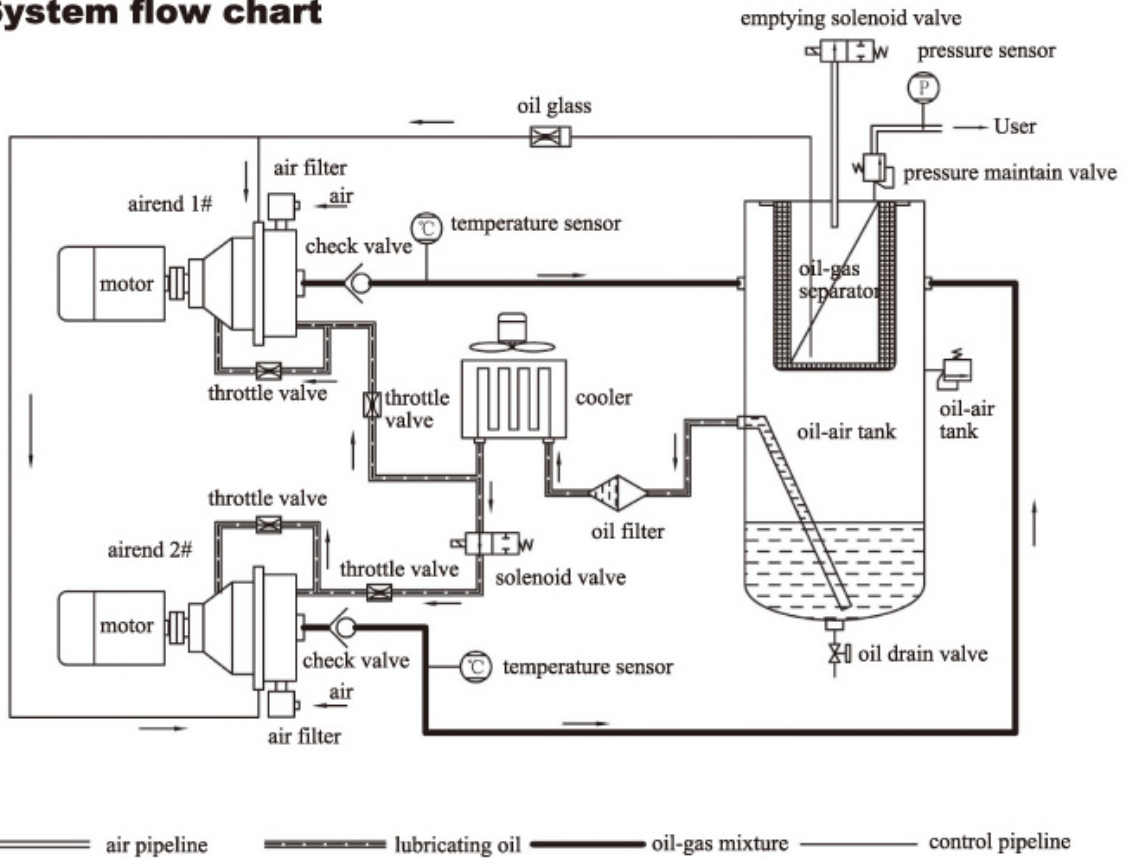 System flow chart
emptying solenoid valve
pressure sensor
P
User
oil glass
pressure maintain valve
air filter
air
airend 1#
°C
temperature sensor
check valve
motor
oil-gas
separator
throttle valve
throttle
valve
cooler
oil-air
tank
oil-air tank
throttle valve
oil filter
airend 2#
throttle valve
solenoid valve
motor
check valve
°C
temperature sensor
oil drain valve
air
air filter
air pipeline
lubricating oil
oil-gas mixture
control pipeline